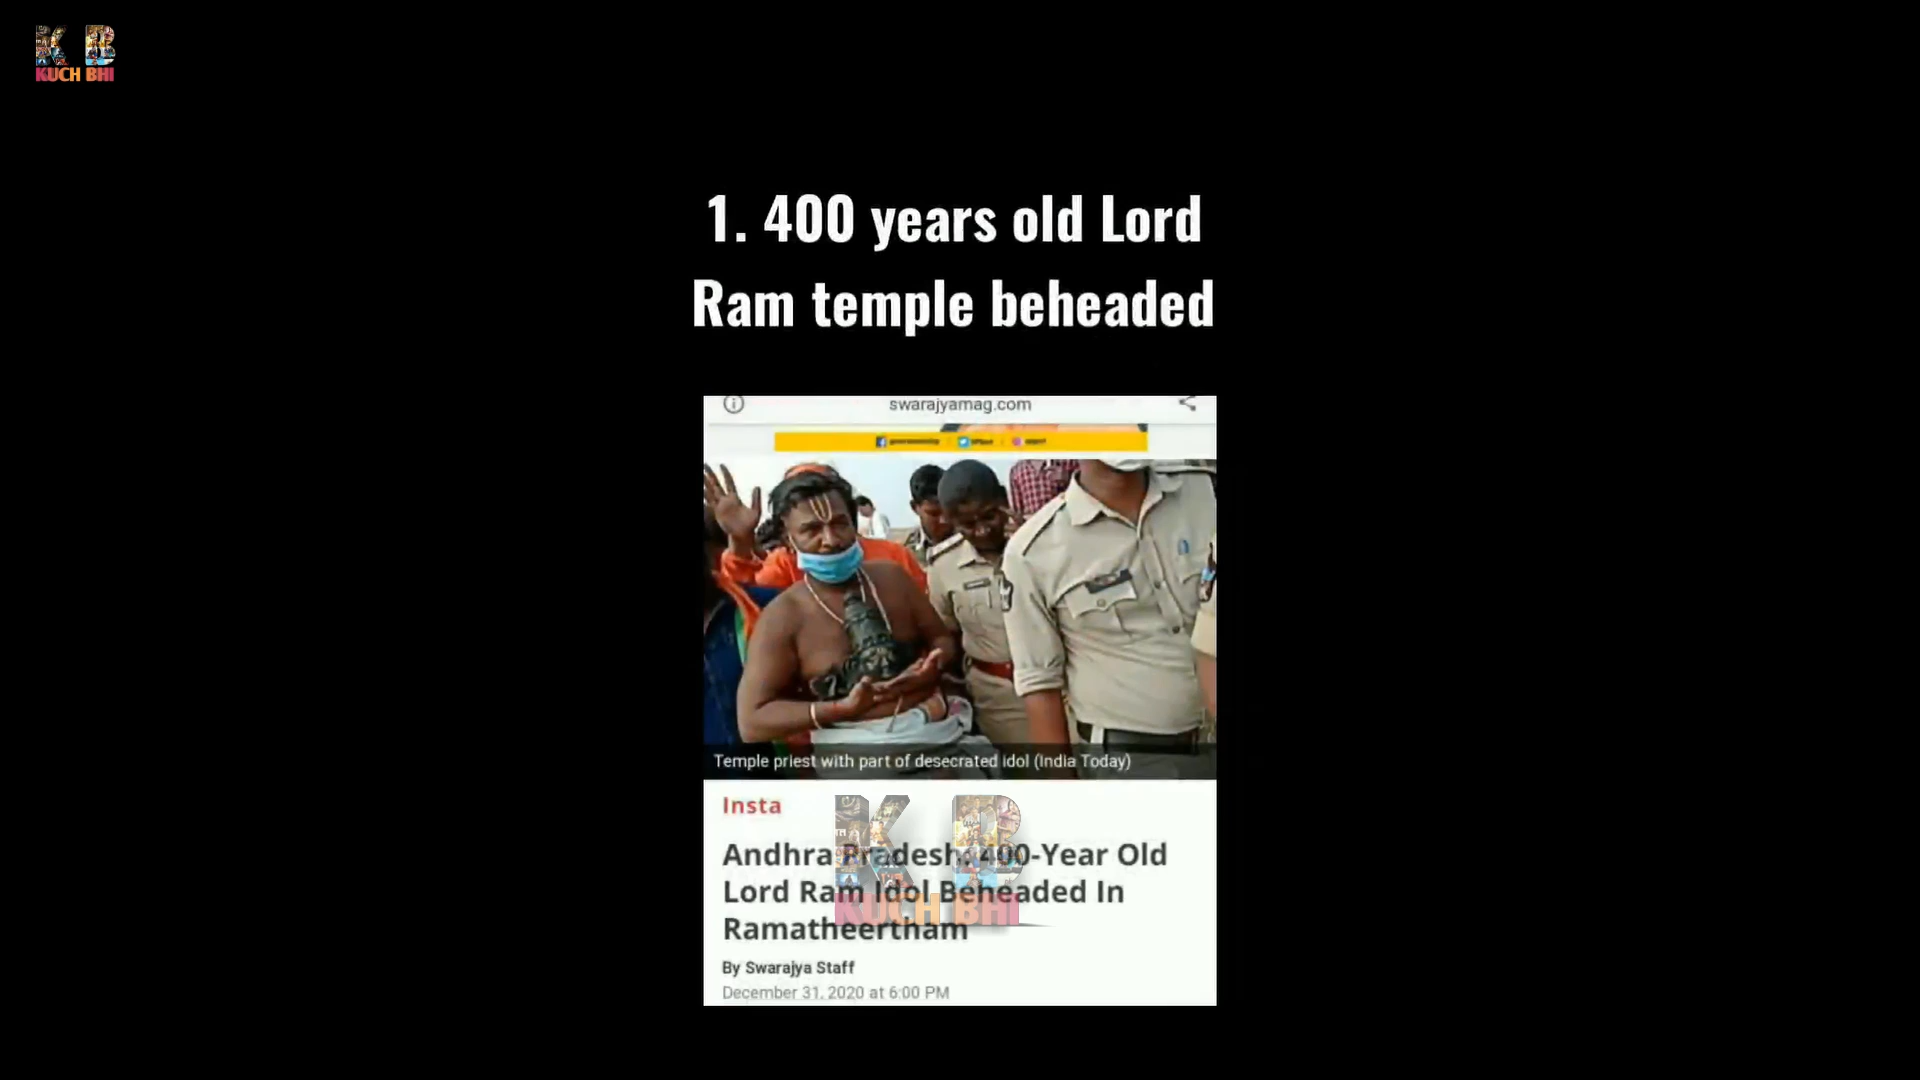 K B
KUCH BHI
1. 400 years old Lord
Ram temple beheaded
swarajyamag.com
Temple priest with part of desecrated idol (India Today)
Insta
Andhra Pradesh: 400-Year Old
Lord Ram Idol Beheaded In
Ramatheertham
K B
KUCH BHI
By Swarajya Staff
December 31, 2020 at 6:00 PM